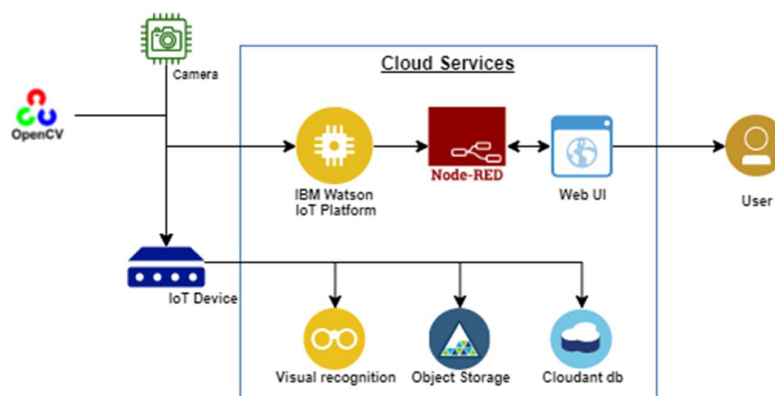 Cloud Services
Camera
OpenCV
Node-RED
IBM Watson
IoT Platform
Web UI
User
IoT Device
Visual recognition
Object Storage
Cloudant db